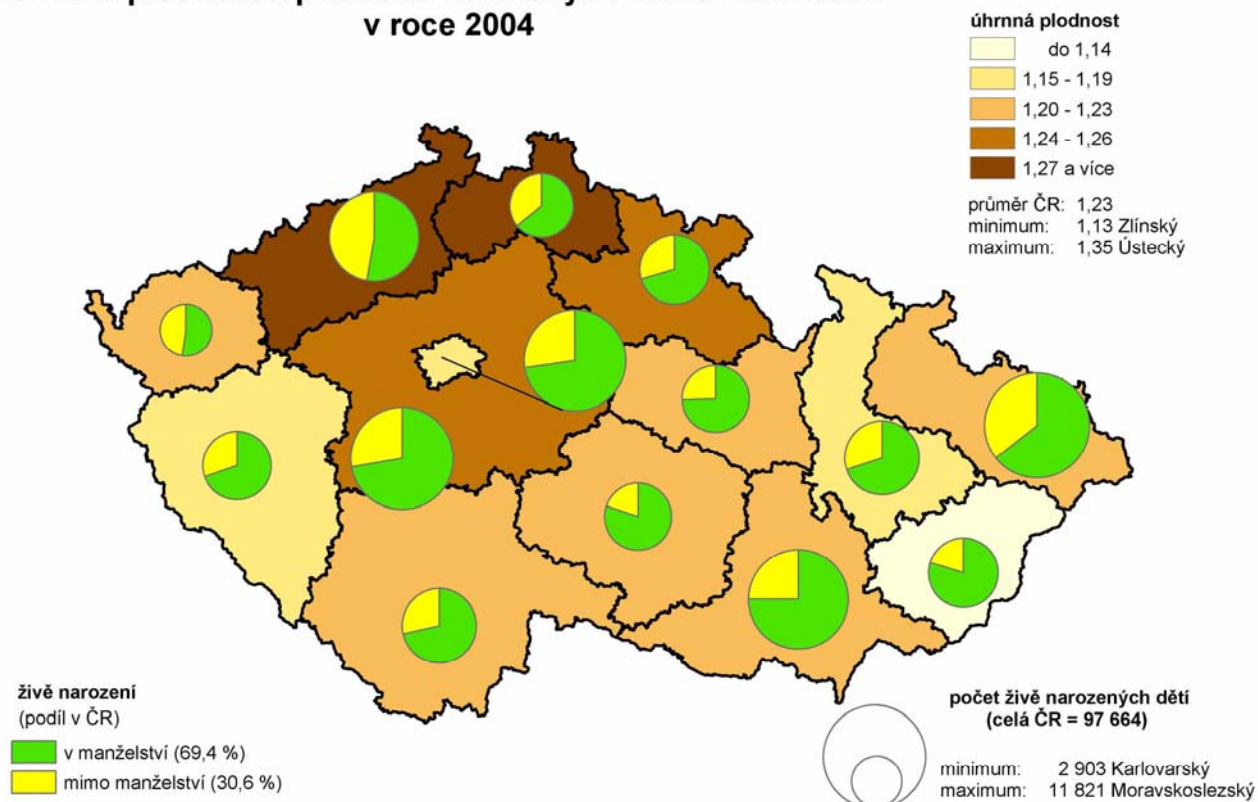 v roce 2004
úhrnná plodnost
do 1,14
1,15 - 1,19
1,20 - 1,23
1,24 - 1,26
1,27 a více
průměr ČR: 1,23
minimum: 1,13 Zlínský
maximum: 1,35 Ústecký
živě narození
(podíl v ČR)
v manželství (69,4 %)
mimo manželství (30,6 %)
počet živě narozených dětí
(celá ČR = 97 664)
minimum: 2 903 Karlovarský
maximum: 11 821 Moravskoslezský